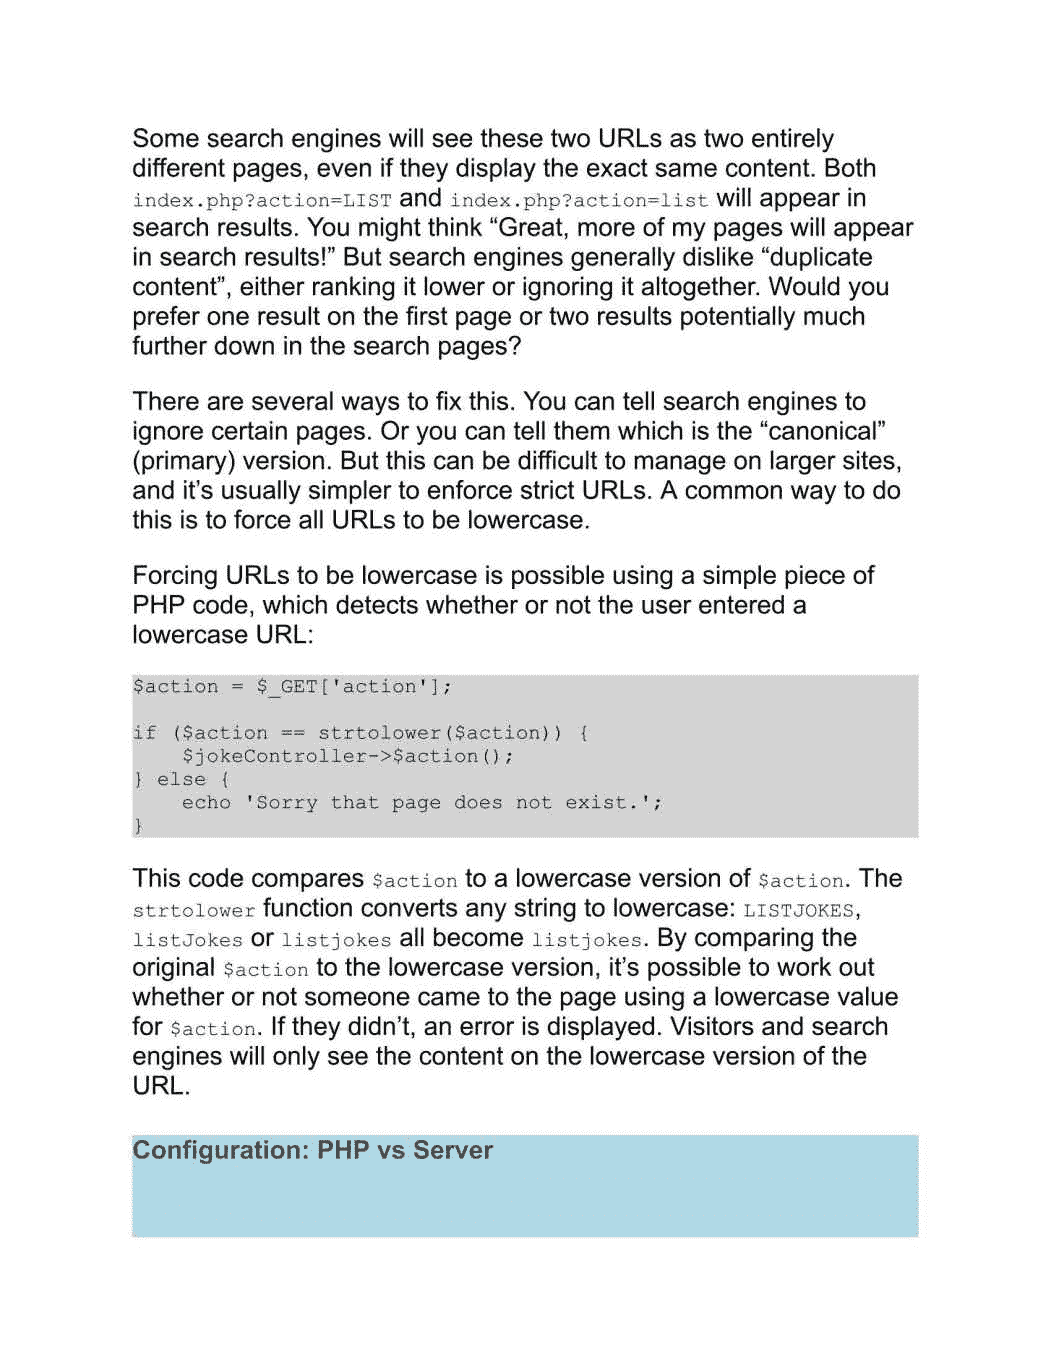 Some search engines will see these two URLs as two entirely
different pages, even if they display the exact same content. Both
index.php?action=LIST and index.php?action=list will appear in
search results. You might think “Great, more of my pages will appear
in search results!” But search engines generally dislike “duplicate
content”, either ranking it lower or ignoring it altogether. Would you
prefer one result on the first page or two results potentially much
further down in the search pages?
There are several ways to fix this. You can tell search engines to
ignore certain pages. Or you can tell them which is the “canonical”
(primary) version. But this can be difficult to manage on larger sites,
and it’s usually simpler to enforce strict URLs. A common way to do
this is to force all URLs to be lowercase.
Forcing URLs to be lowercase is possible using a simple piece of
PHP code, which detects whether or not the user entered a
lowercase URL:
$action = $_GET['action'];
if ($action == strtolower($action)) {
    $jokeController->$action();
} else {
    echo 'Sorry that page does not exist.';
}
This code compares $action to a lowercase version of $action. The
strtolower function converts any string to lowercase: LISTJOKES,
listJokes or listjokes all become listjokes. By comparing the
original $action to the lowercase version, it’s possible to work out
whether or not someone came to the page using a lowercase value
for $action. If they didn’t, an error is displayed. Visitors and search
engines will only see the content on the lowercase version of the
URL.
Configuration: PHP vs Server